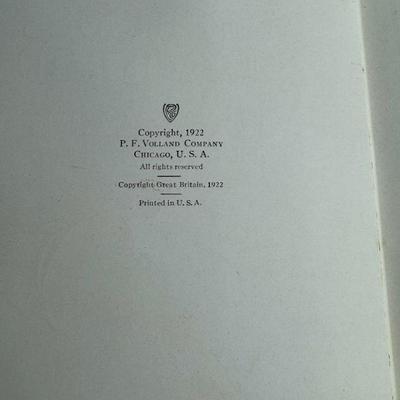 Copyright, 1922
P. F. Volland Company
Chicago, U. S. A.
All rights reserved
Copyright Great Britain, 1922
Printed in U. S. A.